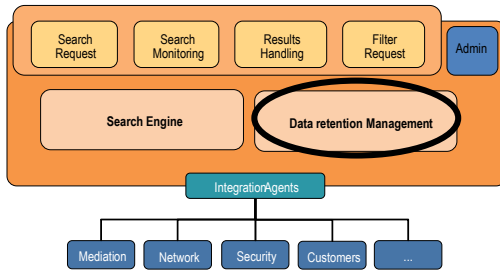 Search
Request
Search
Monitoring
Results
Handling
Filter
Request
Admin
Search Engine
Data retention Management
IntegrationAgents
Mediation
Network
Security
Customers
...